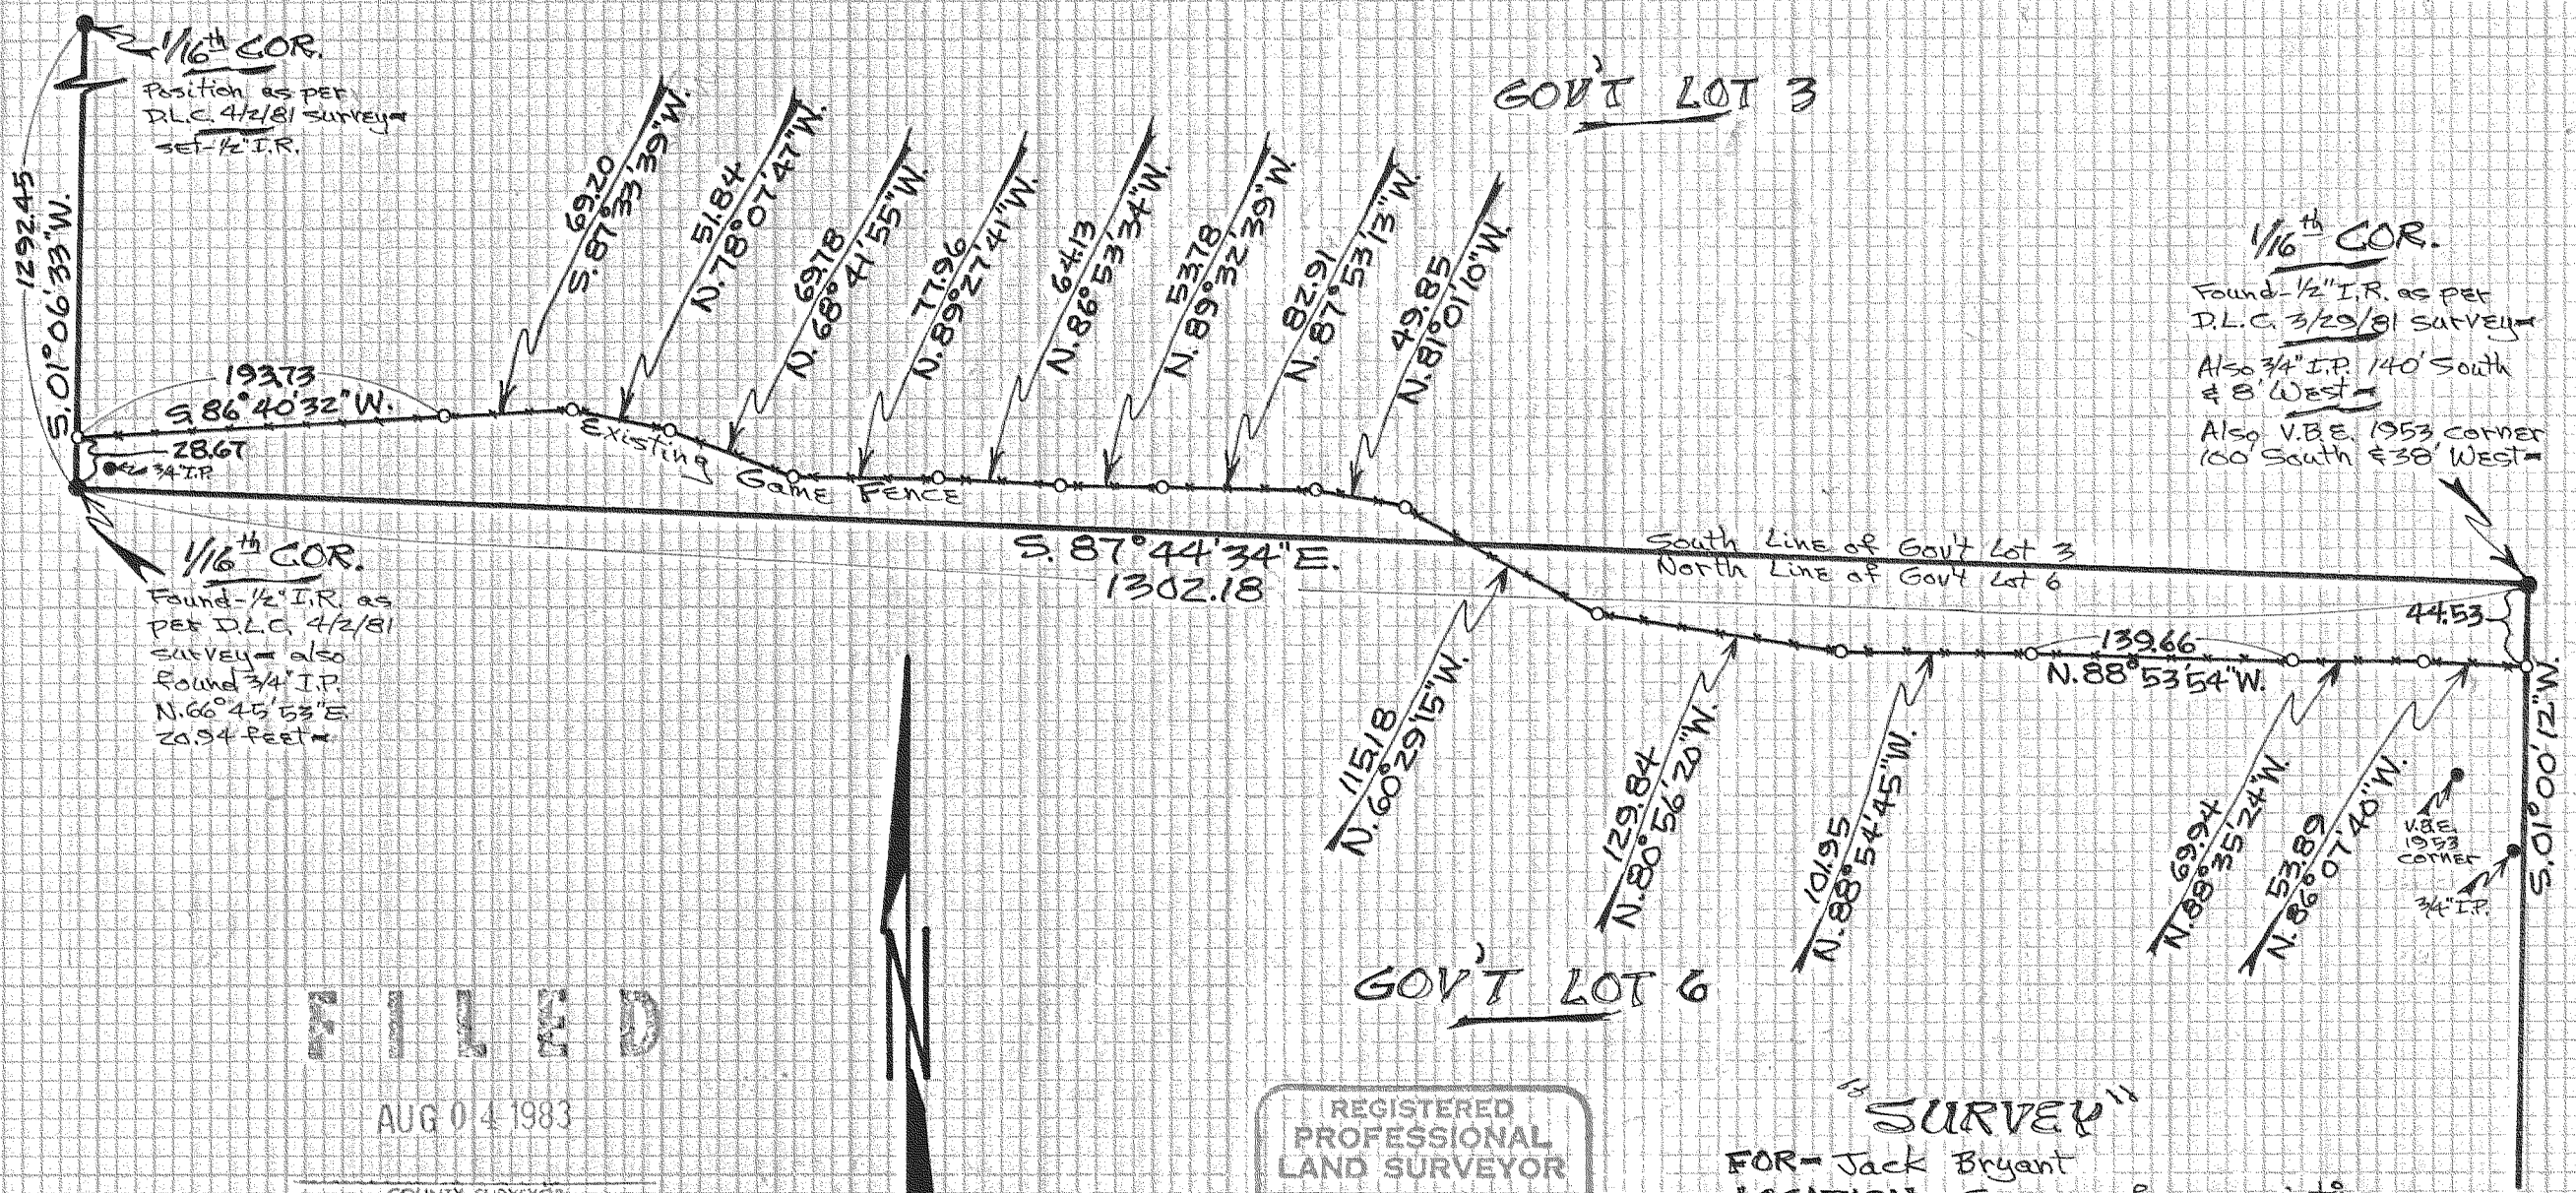 1/16th COR.
Position as per
D.L.C. 4/2/81 survey-
set-1/2" I.R.
1292.45
S. 01° 06' 33" W.
GOV'T LOT 3
69.20
S. 87° 33' 39" W.
51.84
N. 78° 07' 47" W.
69.78
N. 68° 41' 55" W.
77.96
N. 89° 27' 41" W.
64.13
N. 86° 53' 34" W.
53.78
N. 89° 32' 39" W.
82.91
N. 87° 53' 13" W.
49.85
N. 81° 01' 10" W.
1/16th COR.
Found-1/2" I.R. as per
D.L.C. 3/29/81 survey-
Also 3/4" I.P. 140' South
& 8' West-
Also V.B.E. 1953 corner
100' South & 38' West-
193.73
S. 86° 40' 32" W.
28.67
3/4" I.P.
Existing Game Fence
S. 87° 44' 34" E.
1302.18
South Line of Gov't Lot 3
North Line of Gov't Lot 6
1/16th COR.
Found-1/2" I.R. as
per D.L.C. 4/2/81
survey- also
found 3/4" I.P.
N. 66° 45' 53" E.
20.94 feet-
44.53
139.66
N. 88° 53' 54" W.
115.18
N. 60° 29' 15" W.
129.84
N. 80° 56' 20" W.
101.95
N. 88° 54' 45" W.
69.94
N. 88° 35' 24" W.
53.89
N. 86° 07' 40" W.
V.B.E.
1953
corner
3/4" I.P.
S. 01° 00' 12" W.
GOV'T LOT 6
N
FILED
AUG 04 1983
COUNTY SURVEYOR
REGISTERED
PROFESSIONAL
LAND SURVEYOR
"SURVEY"
FOR- Jack Bryant